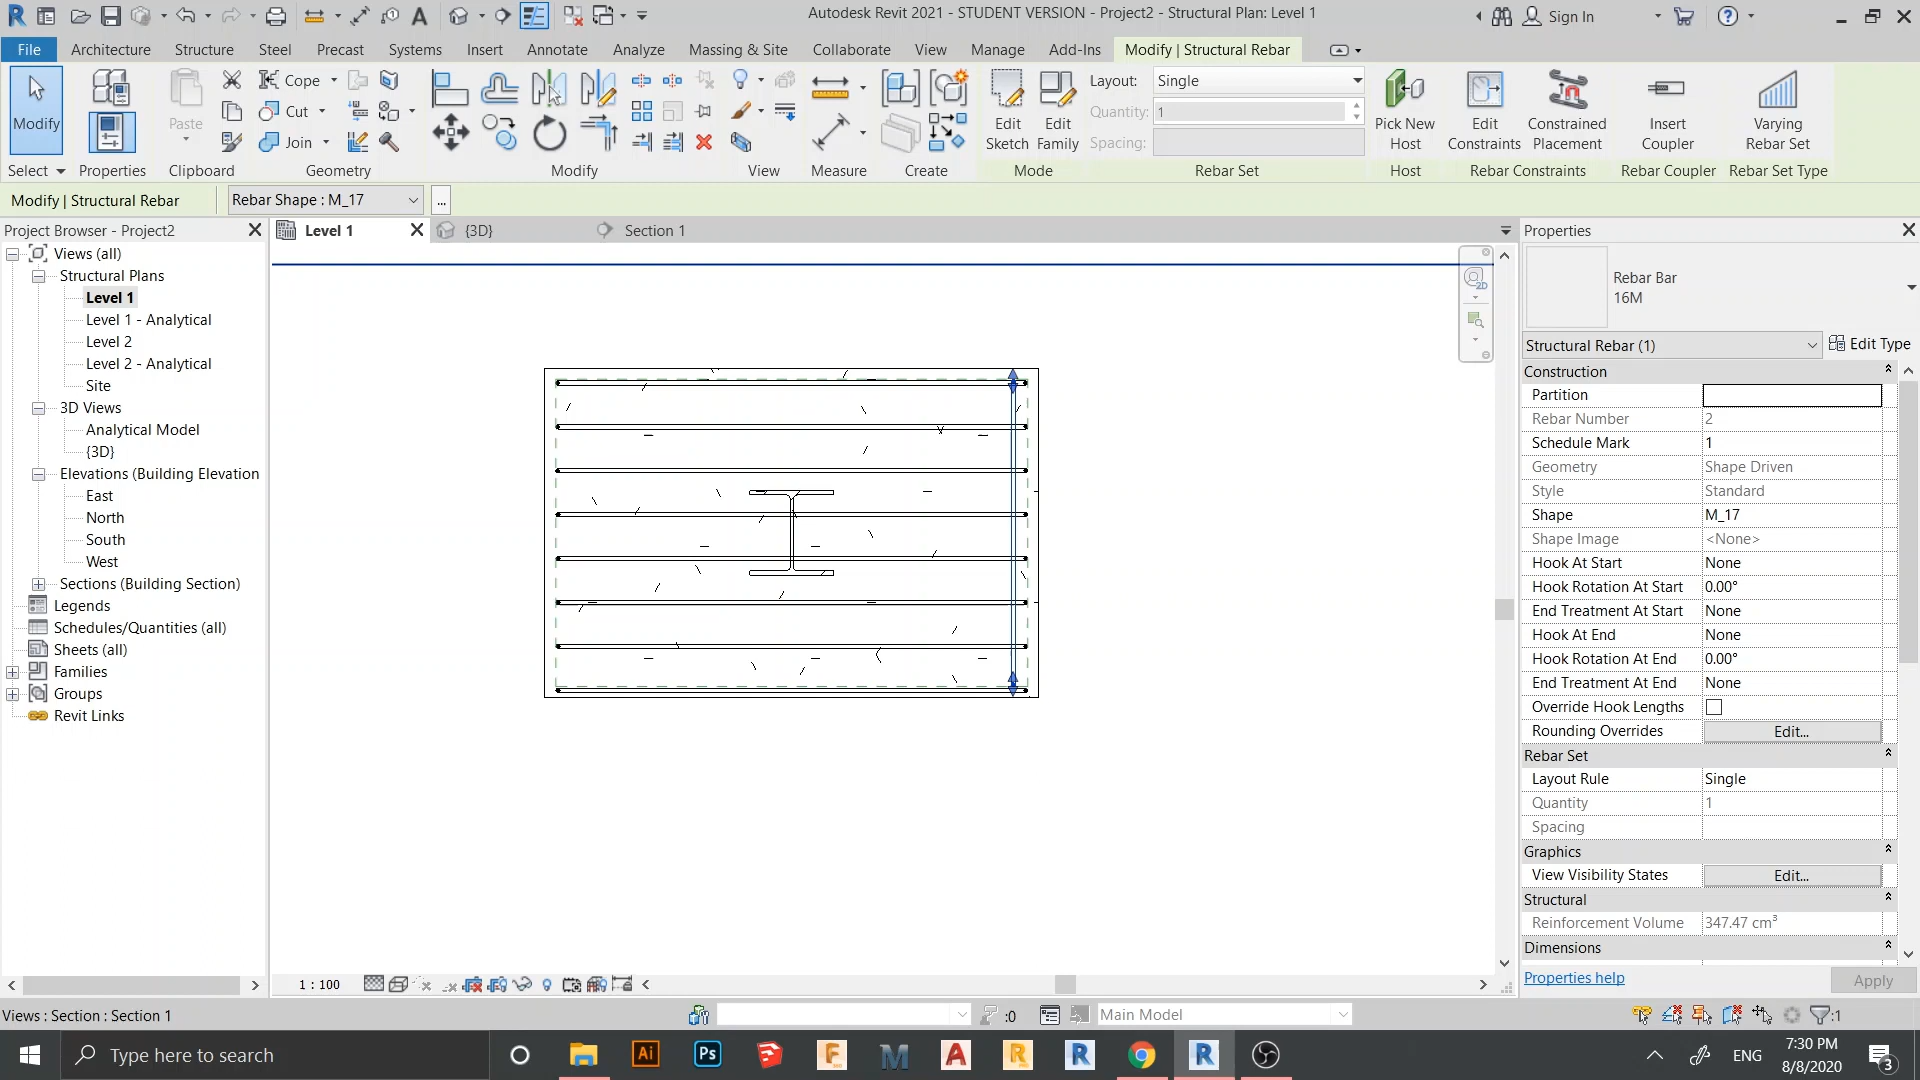 Autodesk Revit 2021 - STUDENT VERSION - Project2 - Structural Plan: Level 1
Sign In
File Architecture Structure Steel Precast Systems Insert Annotate Analyze Massing & Site Collaborate View Manage Add-Ins Modify | Structural Rebar
Modify
Paste
Cope
Cut
Join
Edit Sketch
Edit Family
Layout: Single
Quantity: 1
Spacing:
Pick New Host
Edit Constraints
Constrained Placement
Insert Coupler
Varying Rebar Set
Select Properties Clipboard Geometry Modify View Measure Create Mode Rebar Set Host Rebar Constraints Rebar Coupler Rebar Set Type
Modify | Structural Rebar
Rebar Shape : M_17
...
Project Browser - Project2
Level 1
{3D}
Section 1
Properties
Views (all)
Structural Plans
Level 1
Level 1 - Analytical
Level 2
Level 2 - Analytical
Site
3D Views
Analytical Model
{3D}
Elevations (Building Elevation
East
North
South
West
Sections (Building Section)
Legends
Schedules/Quantities (all)
Sheets (all)
Families
Groups
Revit Links
2D
Rebar Bar
16M
Structural Rebar (1)
Edit Type
Construction
Partition
Rebar Number 2
Schedule Mark 1
Geometry Shape Driven
Style Standard
Shape M_17
Shape Image <None>
Hook At Start None
Hook Rotation At Start 0.00°
End Treatment At Start None
Hook At End None
Hook Rotation At End 0.00°
End Treatment At End None
Override Hook Lengths
Rounding Overrides Edit...
Rebar Set
Layout Rule Single
Quantity 1
Spacing
Graphics
View Visibility States Edit...
Structural
Reinforcement Volume 347.47 cm³
Dimensions
Properties help
Apply
1 : 100
Views : Section : Section 1
:0
Main Model
:1
Type here to search
Ai
Ps
ENG
7:30 PM
8/8/2020
3